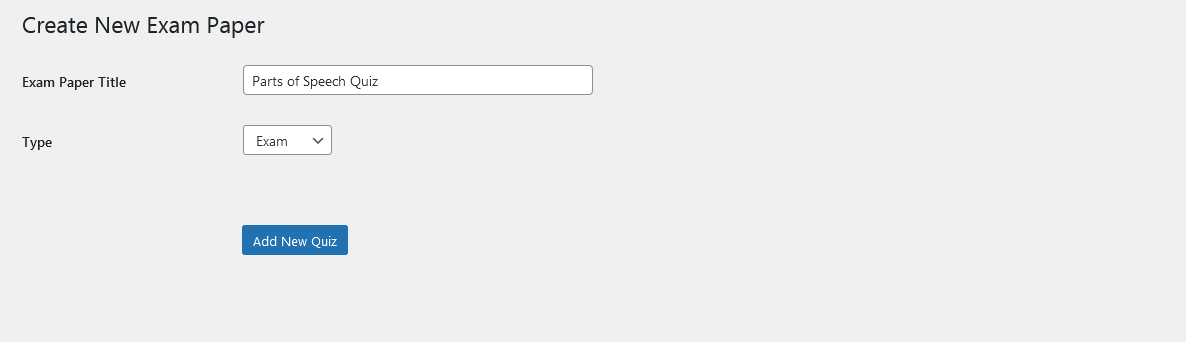 Create New Exam Paper
Exam Paper Title
Parts of Speech Quiz
Type
Exam
Add New Quiz